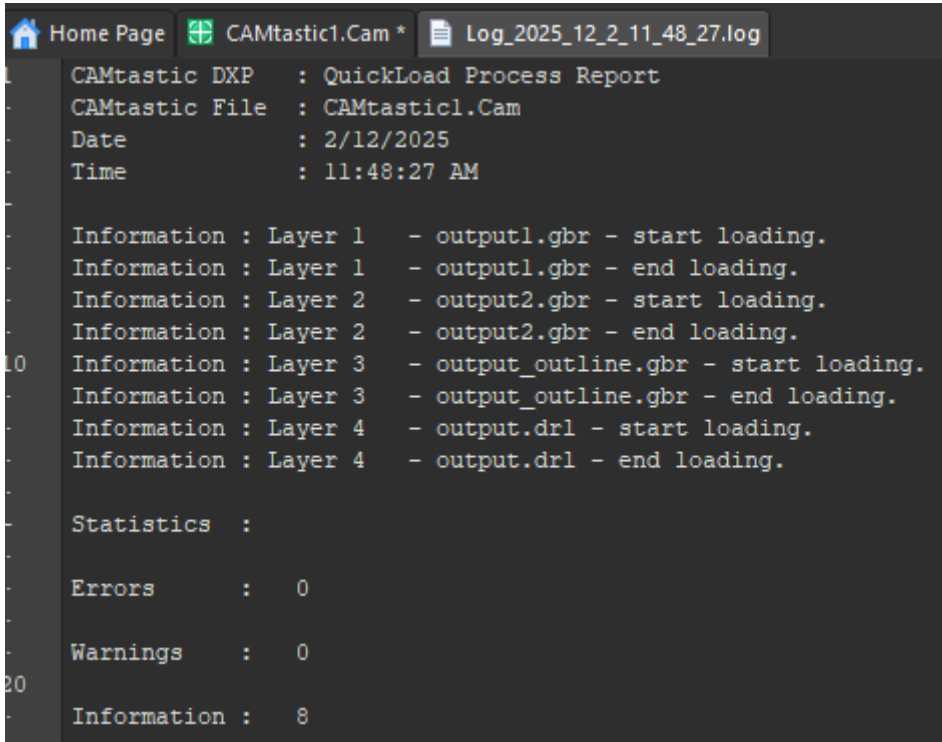 Home Page CAMtastic1.Cam * Log_2025_12_2_11_48_27.log
1 CAMtastic DXP : QuickLoad Process Report
CAMtastic File : CAMtastic1.Cam
Date : 2/12/2025
Time : 11:48:27 AM
Information : Layer 1 - output1.gbr - start loading.
Information : Layer 1 - output1.gbr - end loading.
Information : Layer 2 - output2.gbr - start loading.
Information : Layer 2 - output2.gbr - end loading.
10 Information : Layer 3 - output_outline.gbr - start loading.
Information : Layer 3 - output_outline.gbr - end loading.
Information : Layer 4 - output.drl - start loading.
Information : Layer 4 - output.drl - end loading.
Statistics :
Errors : 0
Warnings : 0
20
Information : 8